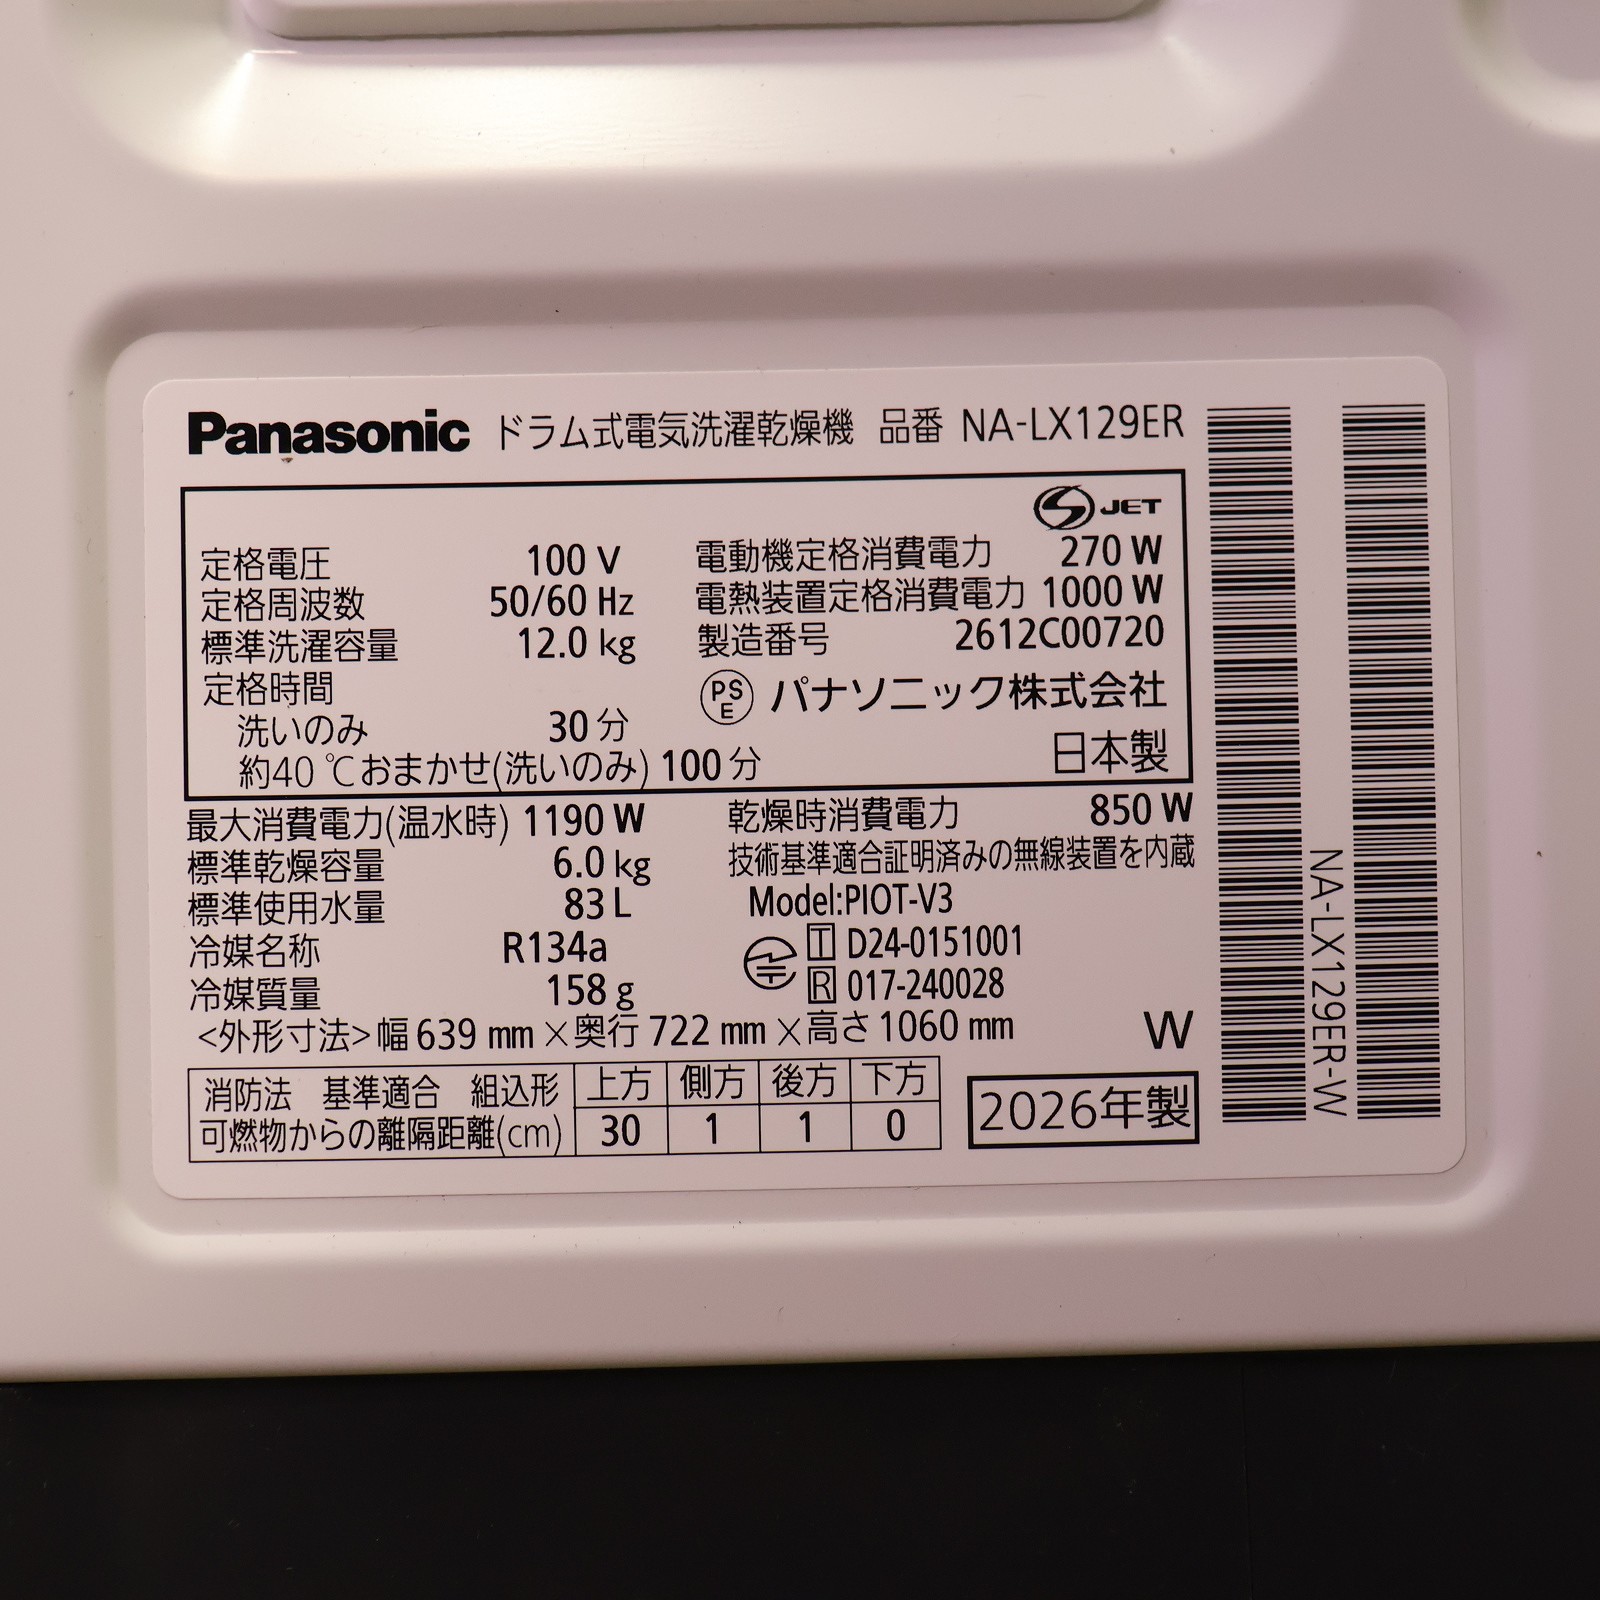 Panasonic ドラム式電気洗濯乾燥機 品番 NA-LX129ER
JET
定格電圧 100 V
定格周波数 50/60 Hz
標準洗濯容量 12.0 kg
定格時間
洗いのみ 30 分
約40 ℃おまかせ(洗いのみ) 100 分
電動機定格消費電力 270 W
電熱装置定格消費電力 1000 W
製造番号 2612C00720
PS E パナソニック株式会社
日本製
最大消費電力(温水時) 1190 W
標準乾燥容量 6.0 kg
標準使用水量 83 L
冷媒名称 R134a
冷媒質量 158 g
乾燥時消費電力 850 W
技術基準適合証明済みの無線装置を内蔵
Model:PIOT-V3
T D24-0151001
R 017-240028
<外形寸法>幅 639 mm×奥行 722 mm×高さ 1060 mm
W
消防法 基準適合 組込形 上方 側方 後方 下方
可燃物からの離隔距離(cm) 30 1 1 0
2026年製
NA-LX129ER-W